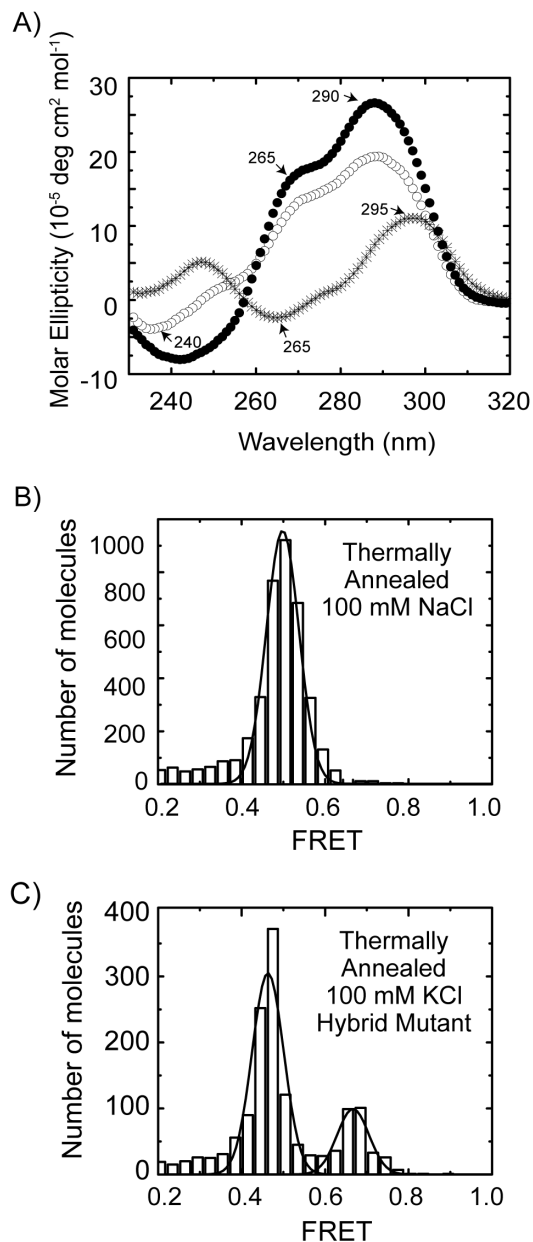 A)
Molar Ellipticity (10⁻⁵ deg cm² mol⁻¹)
30
20
10
0
-10
290
265
295
240
265
240 260 280 300 320
Wavelength (nm)
B)
Number of molecules
1000
800
600
400
200
0
Thermally
Annealed
100 mM NaCl
0.2 0.4 0.6 0.8 1.0
FRET
C)
Number of molecules
400
300
200
100
0
Thermally
Annealed
100 mM KCl
Hybrid Mutant
0.2 0.4 0.6 0.8 1.0
FRET